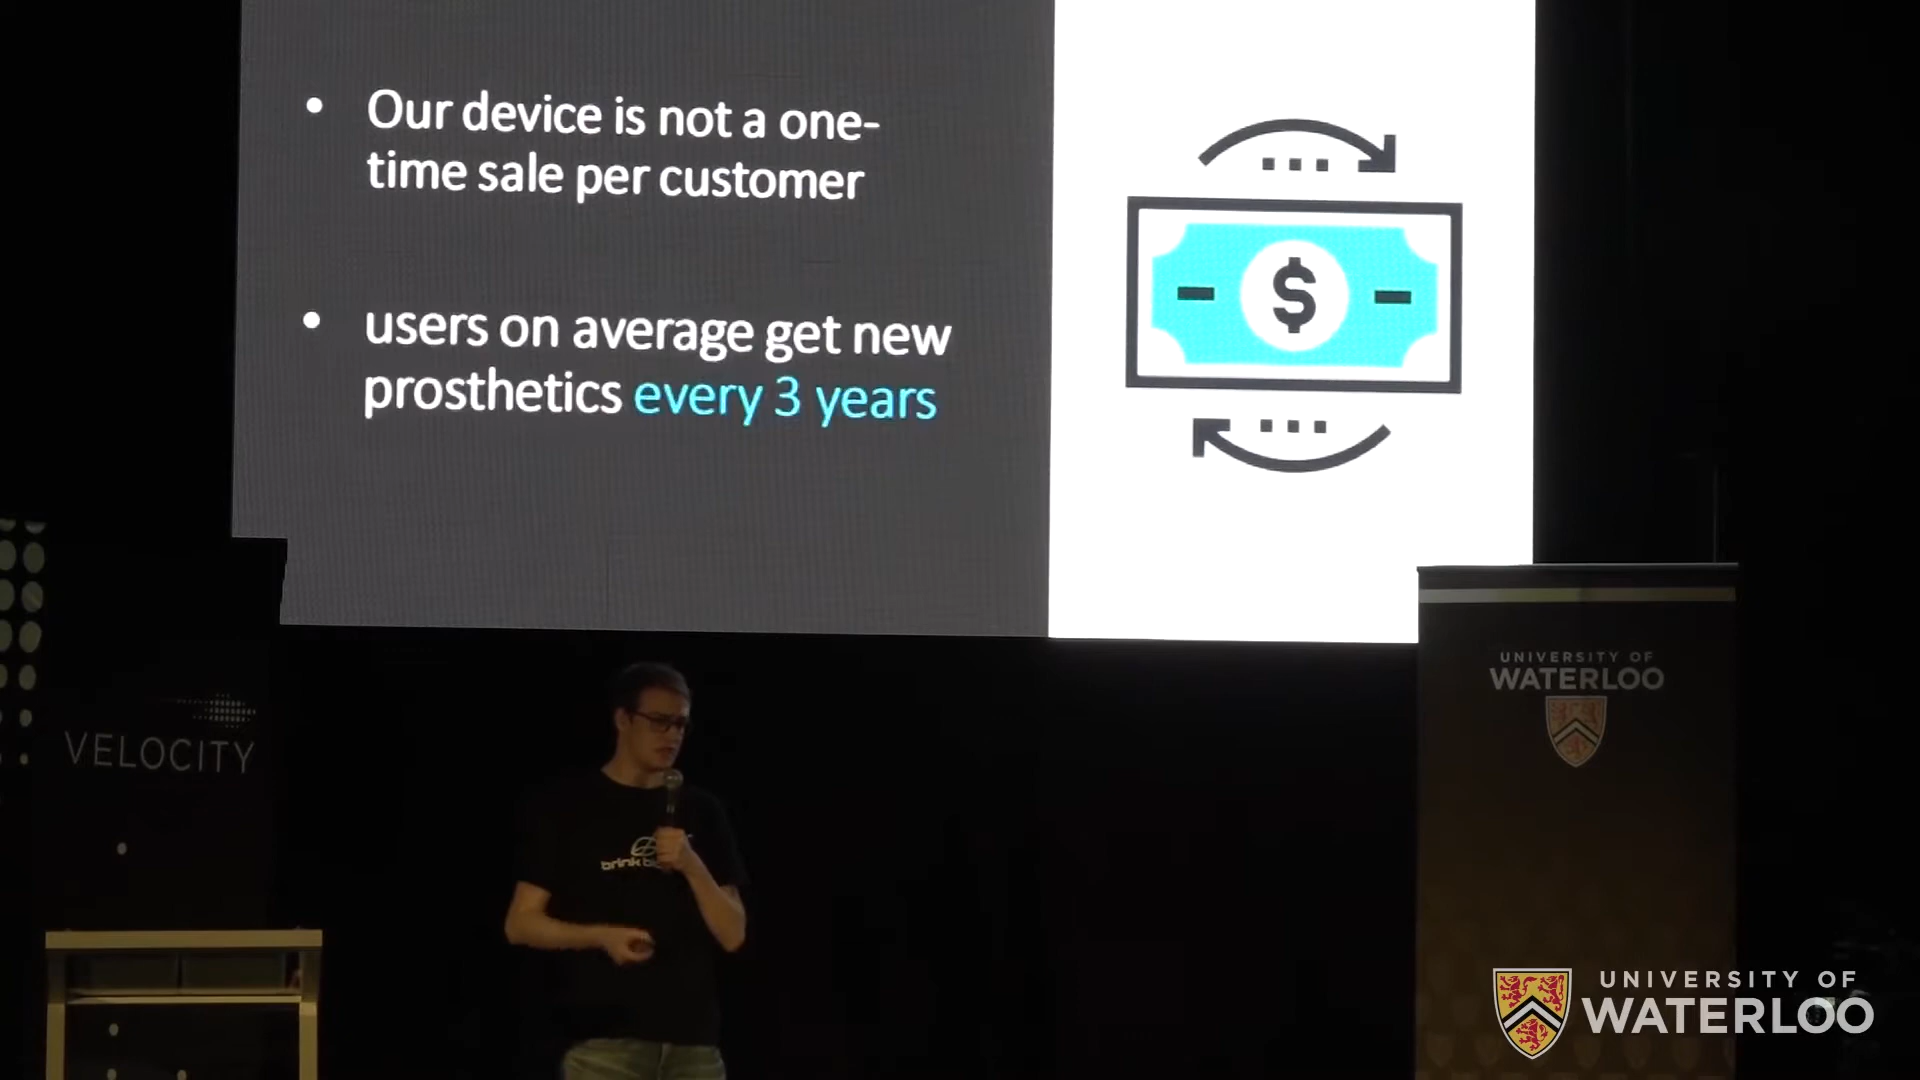 • Our device is not a one-
time sale per customer
• users on average get new
prosthetics every 3 years
$
VELOCITY
brink
UNIVERSITY OF
WATERLOO
UNIVERSITY OF
WATERLOO